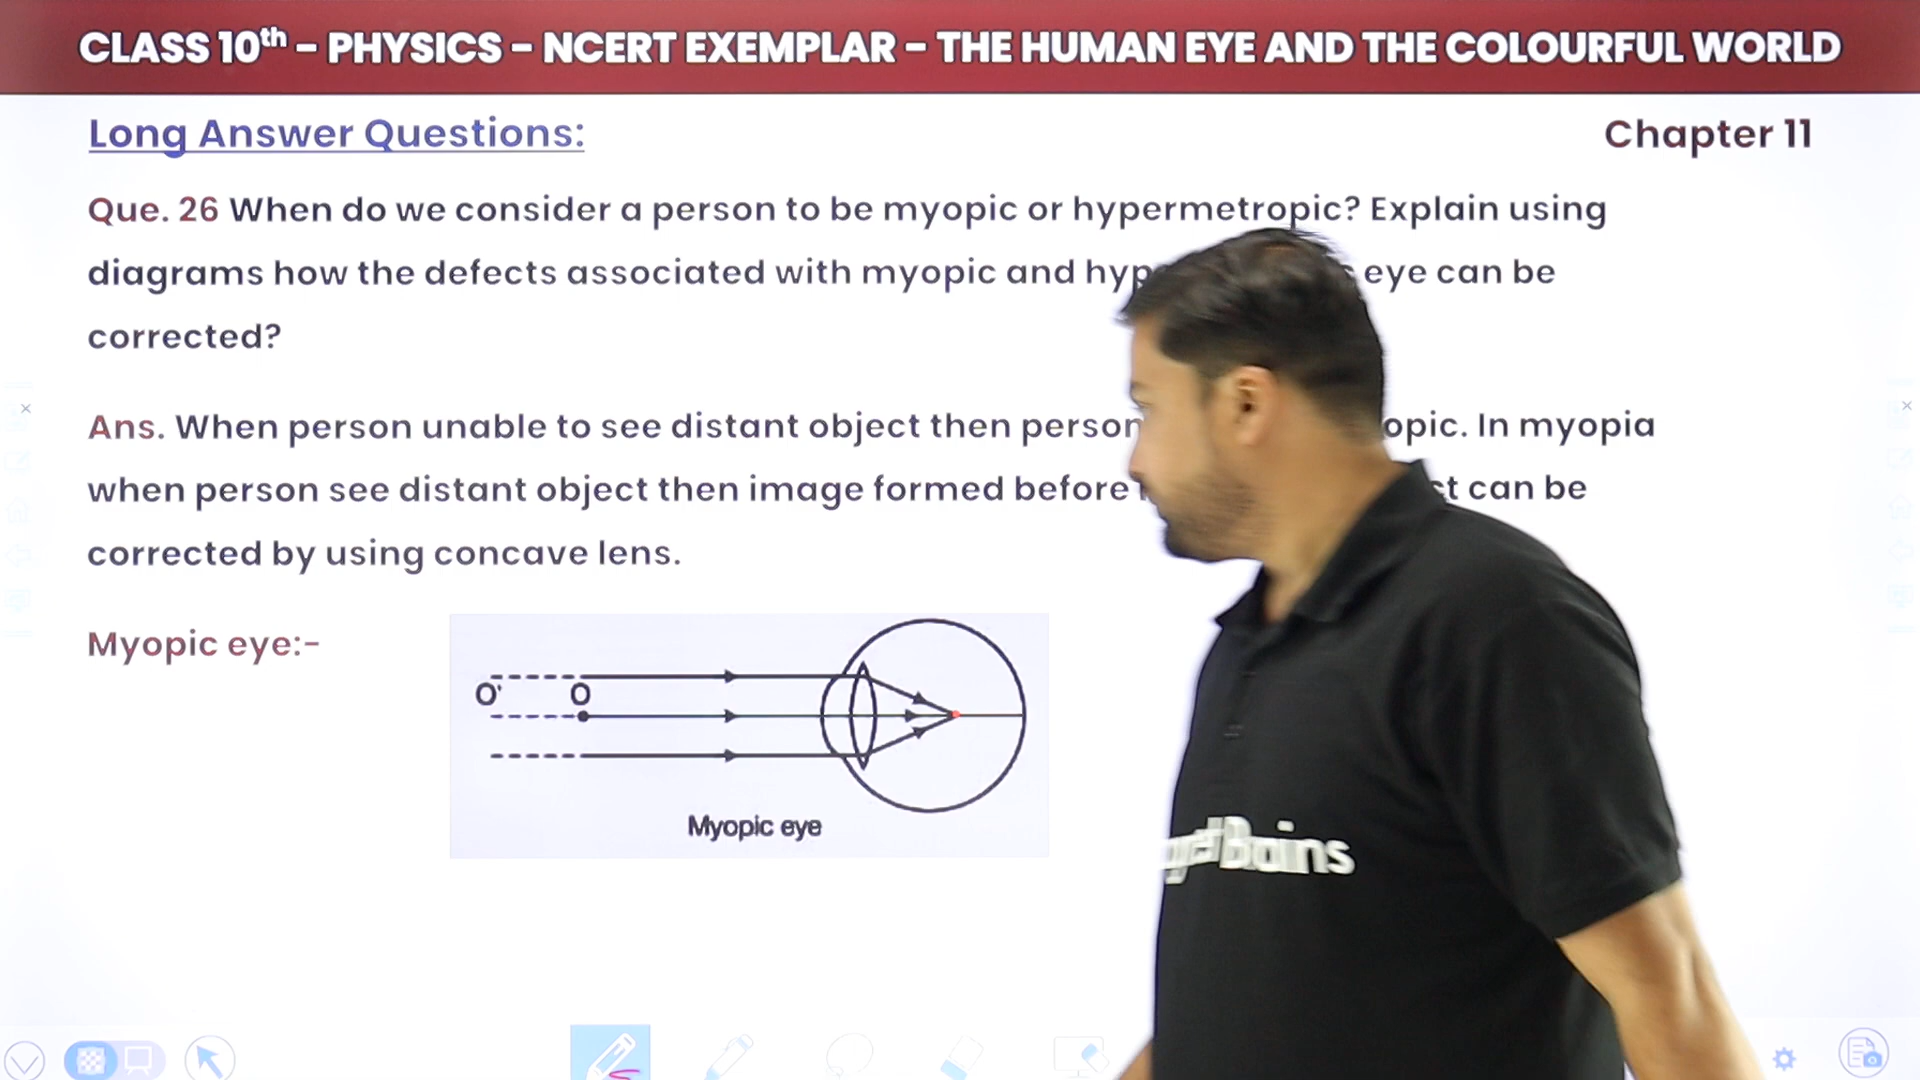 CLASS 10th – PHYSICS – NCERT EXEMPLAR – THE HUMAN EYE AND THE COLOURFUL WORLD
Long Answer Questions:
Chapter 11
Que. 26 When do we consider a person to be myopic or hypermetropic? Explain using
diagrams how the defects associated with myopic and eye can be
corrected?
Ans. When person unable to see distant object then person In myopia
when person see distant object then image formed before can be
corrected by using concave lens.
Myopic eye:-
O' O
Myopic eye
Brains